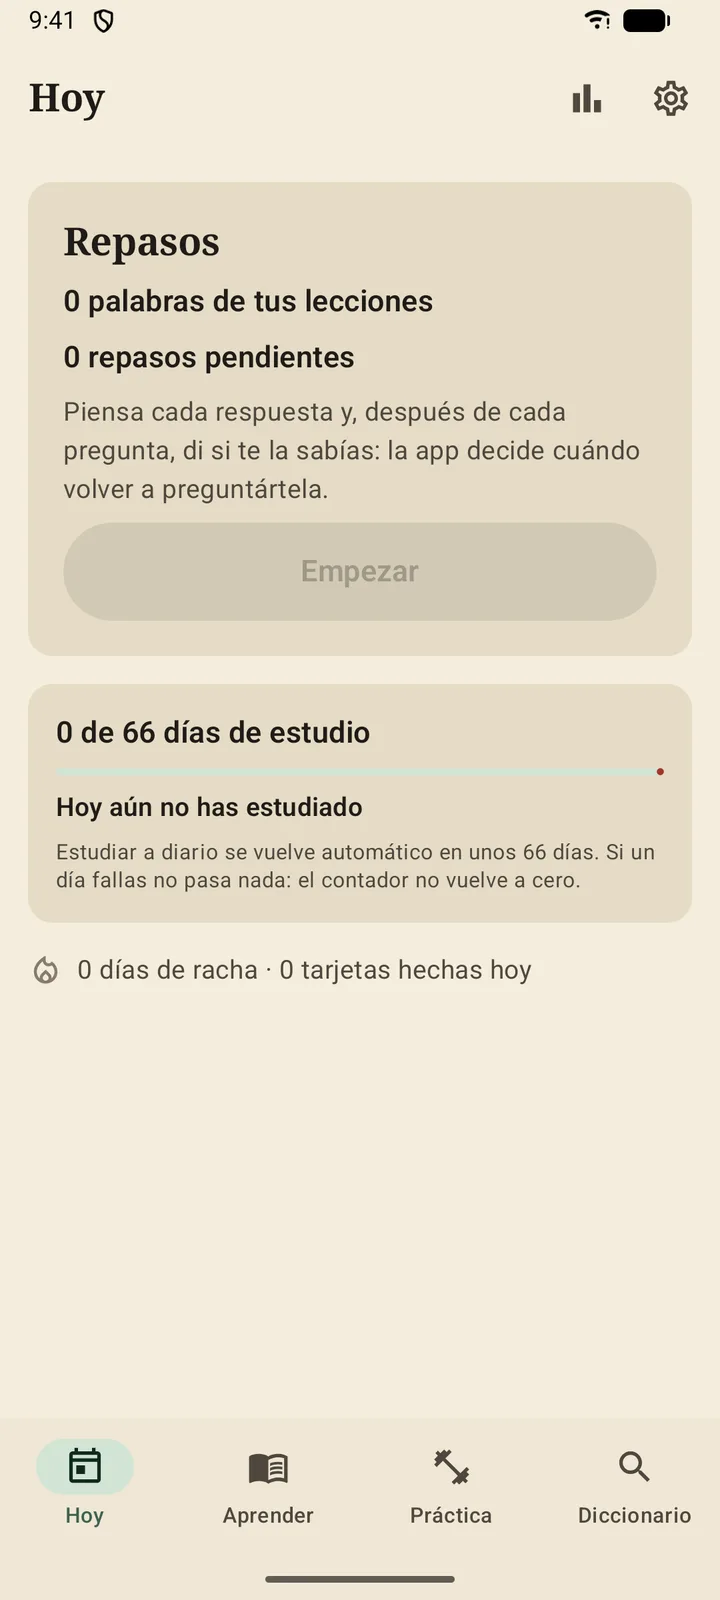 9:41
Hoy
Repasos
0 palabras de tus lecciones
0 repasos pendientes
Piensa cada respuesta y, después de cada
pregunta, di si te la sabías: la app decide cuándo
volver a preguntártela.
Empezar
0 de 66 días de estudio
Hoy aún no has estudiado
Estudiar a diario se vuelve automático en unos 66 días. Si un
día fallas no pasa nada: el contador no vuelve a cero.
0 días de racha · 0 tarjetas hechas hoy
Hoy
Aprender
Práctica
Diccionario